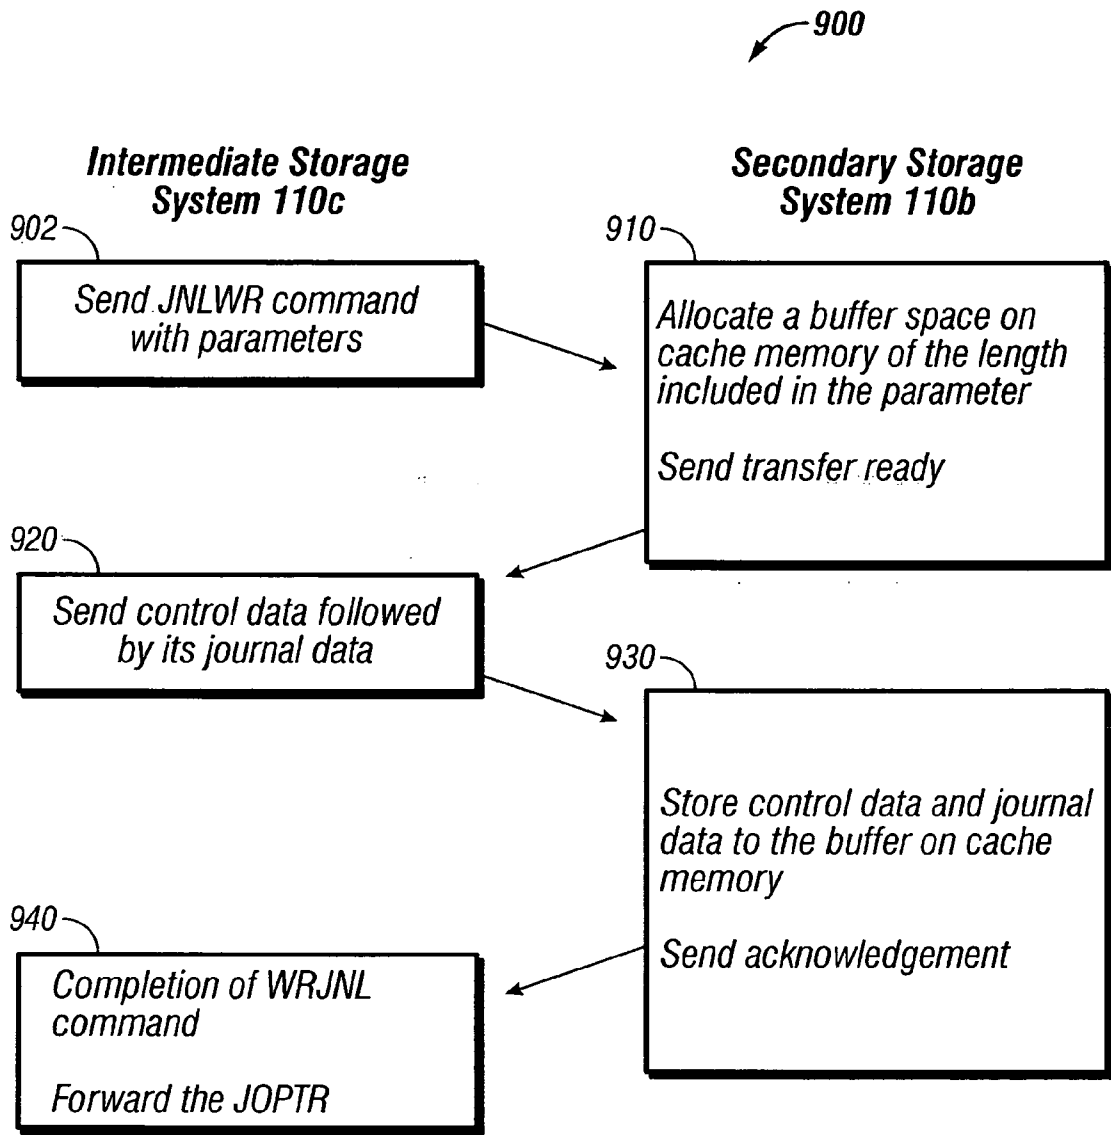 900
Intermediate Storage
System 110c
Secondary Storage
System 110b
902
Send JNLWR command
with parameters
910
Allocate a buffer space on
cache memory of the length
included in the parameter
Send transfer ready
920
Send control data followed
by its journal data
930
Store control data and journal
data to the buffer on cache
memory
Send acknowledgement
940
Completion of WRJNL
command
Forward the JOPTR